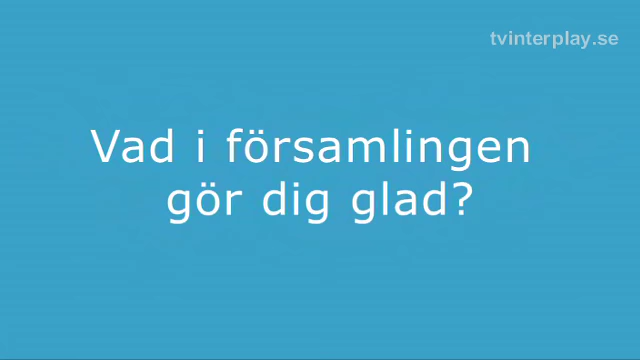 tvinterplay.se
Vad i församlingen
gör dig glad?